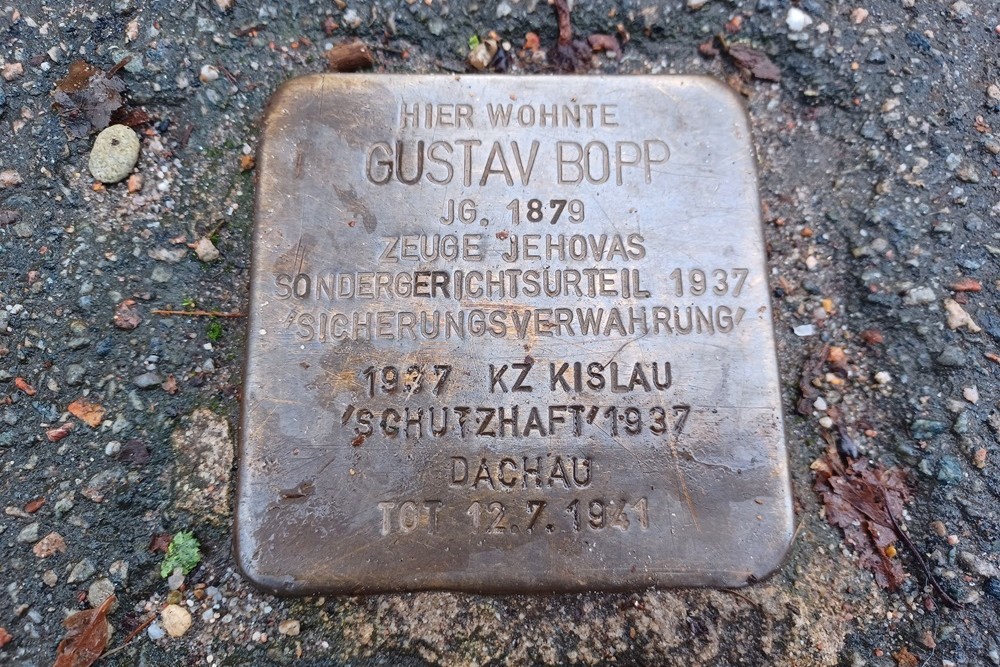 HIER WOHNTE
GUSTAV BOPP
JG. 1879
ZEUGE JEHOVAS
SONDERGERICHTSURTEIL 1937
'SICHERUNGSVERWAHRUNG'
1937 KZ KISLAU
'SCHUTZHAFT' 1937
DACHAU
TOT 12.7.1941